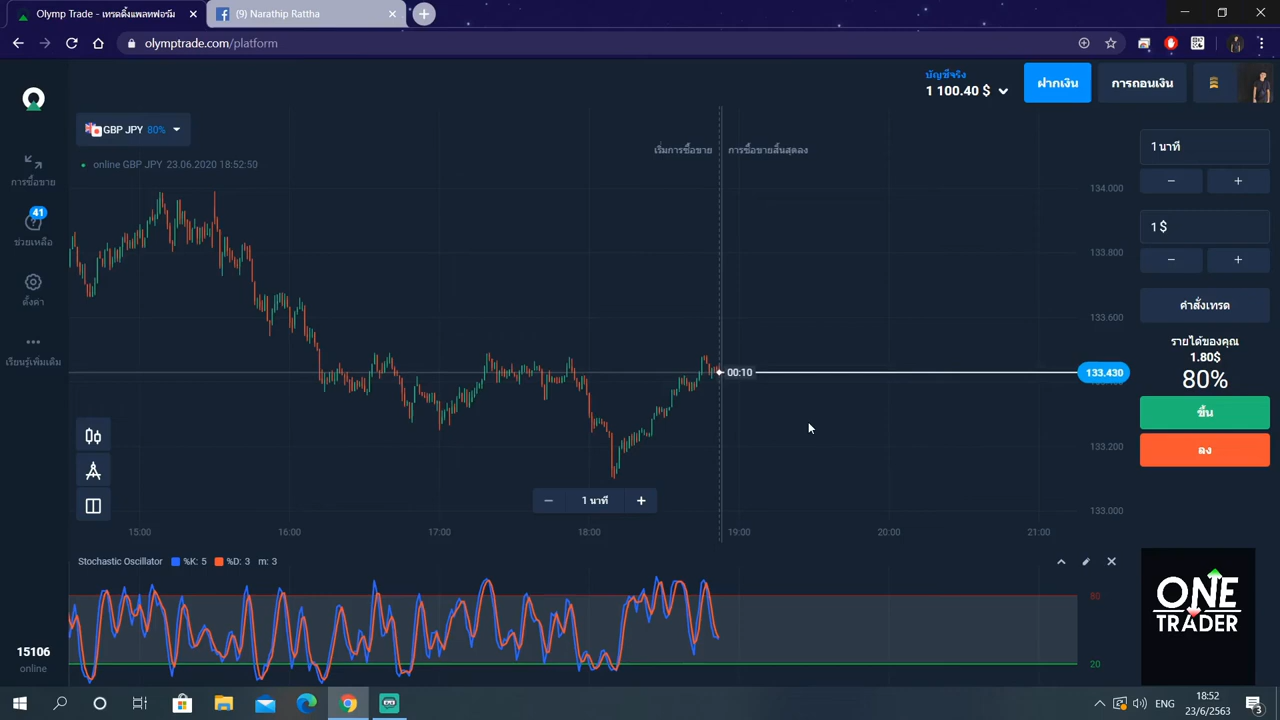 Olymp Trade - เทรดดิ้งแพลทฟอร์ม
(9) Narathip Rattha
olymptrade.com/platform
บัญชีจริง
1 100.40 $
ฝากเงิน
การถอนเงิน
GBP JPY 80%
online GBP JPY 23.06.2020 18:52:50
เริ่มการซื้อขาย
การซื้อขายสิ้นสุดลง
การซื้อขาย
41
ช่วยเหลือ
ตั้งค่า
เรียนรู้เพิ่มเติม
134.000
133.800
133.600
133.430
133.200
133.000
00:10
1 นาที
15:00
16:00
17:00
18:00
19:00
20:00
21:00
1 นาที
1 $
คำสั่งเทรด
รายได้ของคุณ
1.80$
80%
ขึ้น
ลง
Stochastic Oscillator %K: 5 %D: 3 m: 3
80
20
ONE
TRADER
15106
online
ENG
18:52
23/6/2563
3